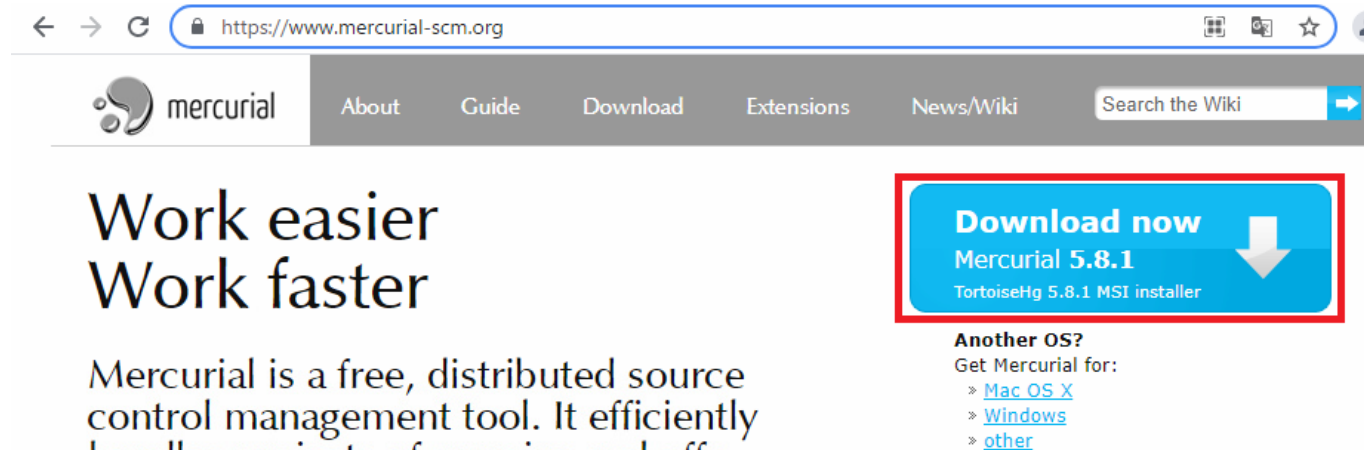 https://www.mercurial-scm.org
mercurial
About
Guide
Download
Extensions
News/Wiki
Search the Wiki
Work easier
Work faster
Download now
Mercurial 5.8.1
TortoiseHg 5.8.1 MSI installer
Another OS?
Get Mercurial for:
» Mac OS X
» Windows
» other
Mercurial is a free, distributed source
control management tool. It efficiently